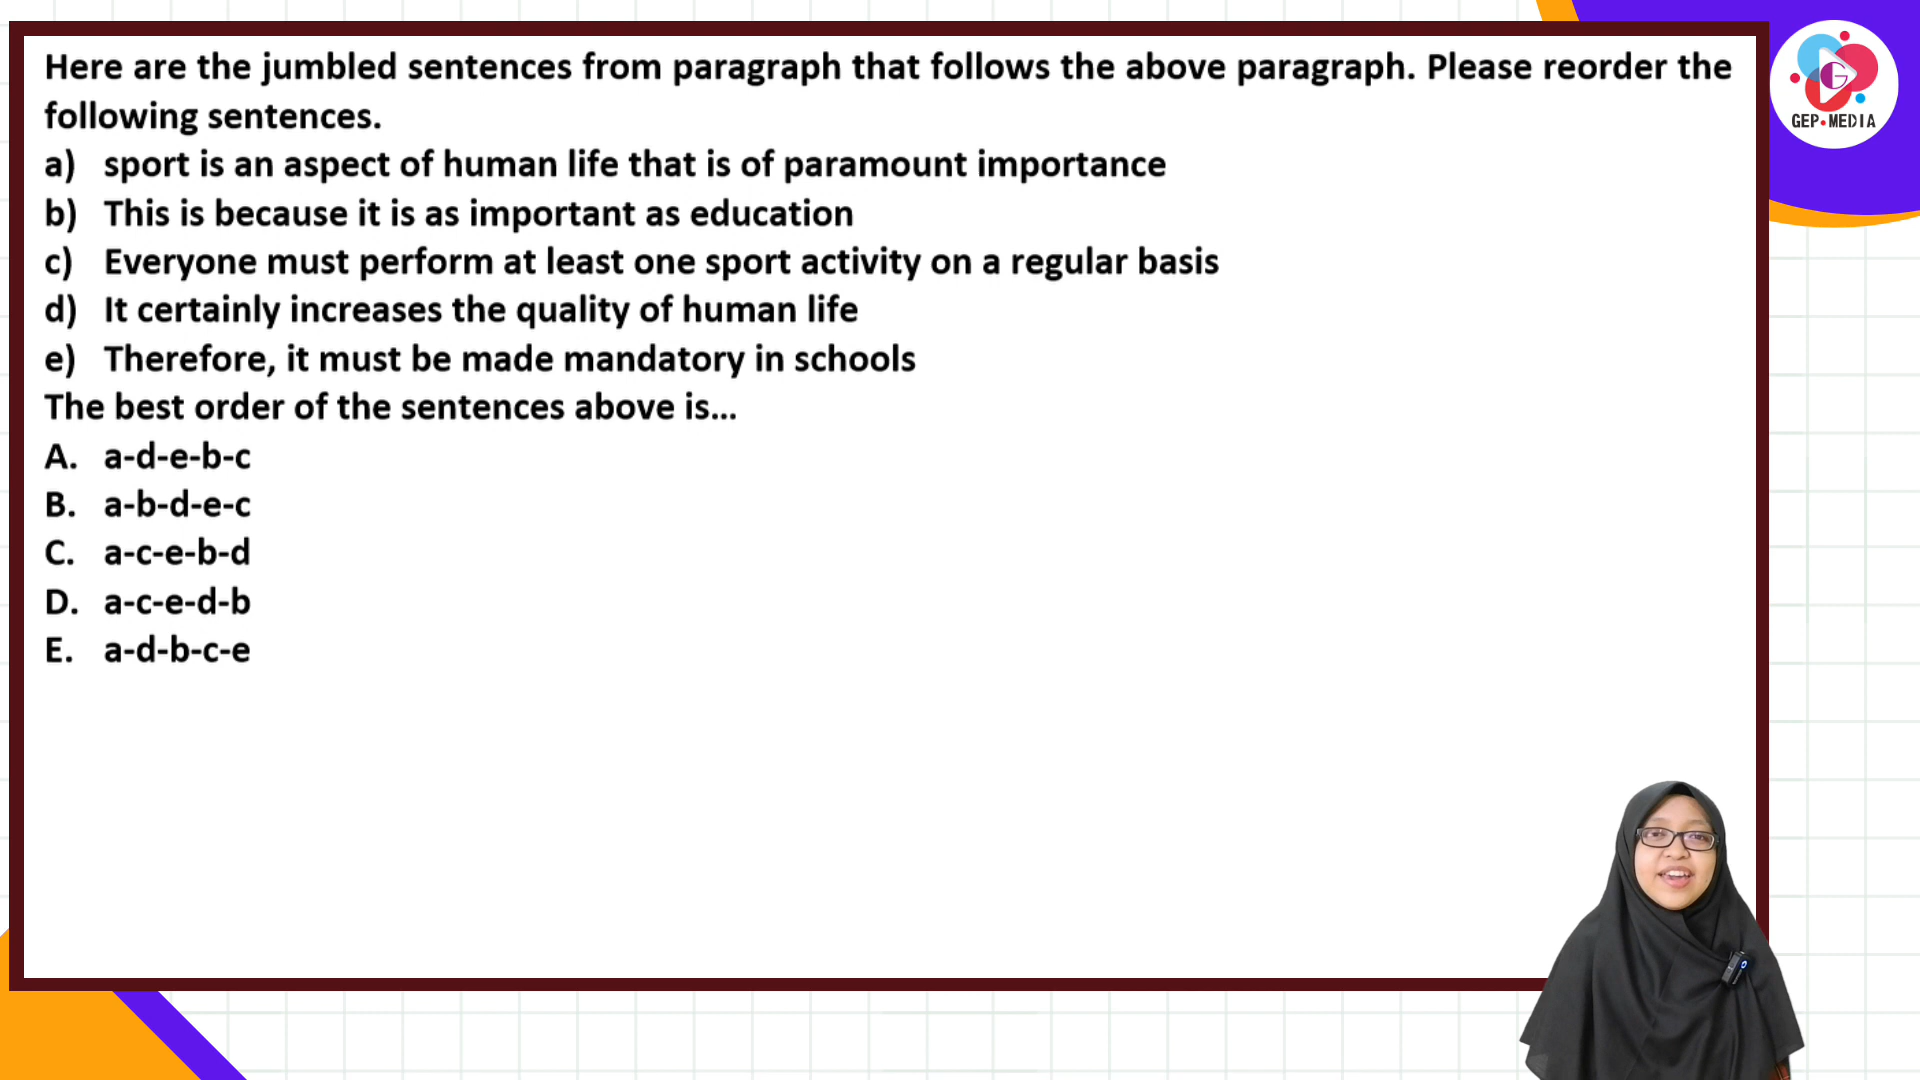 Here are the jumbled sentences from paragraph that follows the above paragraph. Please reorder the
following sentences.
a) sport is an aspect of human life that is of paramount importance
b) This is because it is as important as education
c) Everyone must perform at least one sport activity on a regular basis
d) It certainly increases the quality of human life
e) Therefore, it must be made mandatory in schools
The best order of the sentences above is...
A. a-d-e-b-c
B. a-b-d-e-c
C. a-c-e-b-d
D. a-c-e-d-b
E. a-d-b-c-e
G
GEP•MEDIA